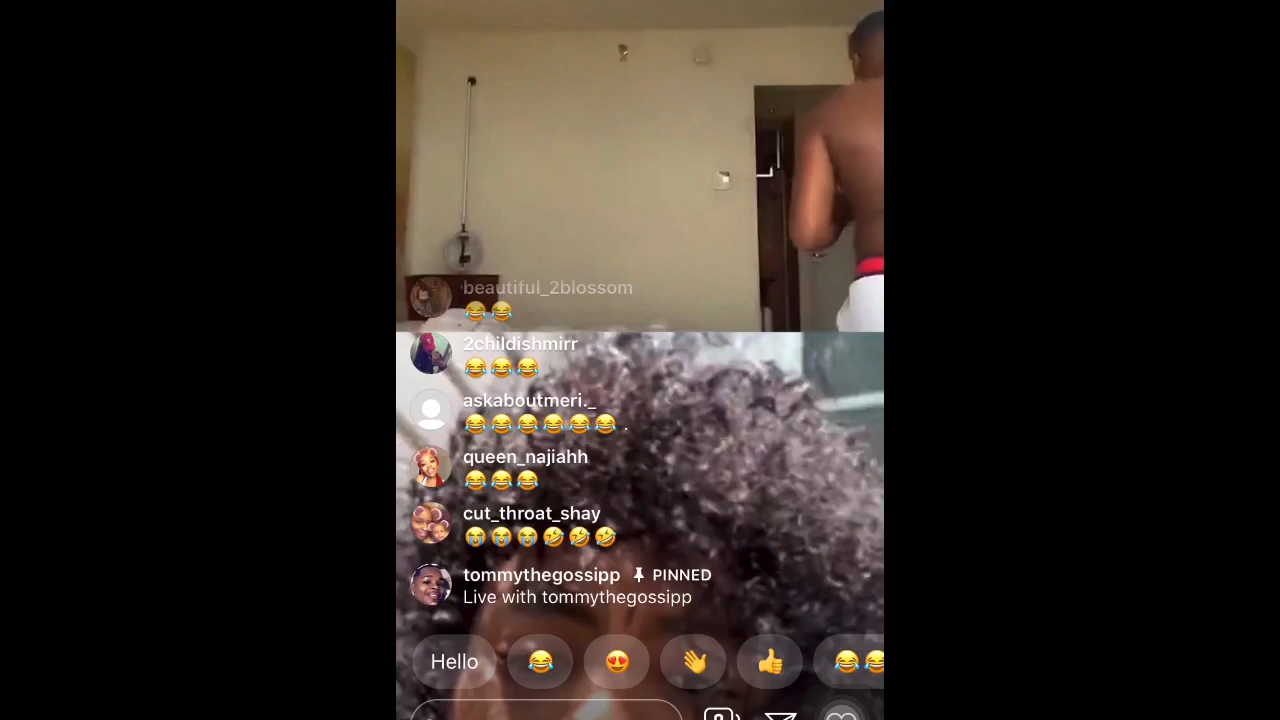 beautiful_2blossom
😂😂
2childishmirr
😂😂😂
askaboutmeri._
😂😂😂😂😂😂 .
queen_najiahh
😂😂😂
cut_throat_shay
😭😭😭🤣🤣🤣
tommythegossipp PINNED
Live with tommythegossipp
Hello 😂 😍 👋 👍 😂😂